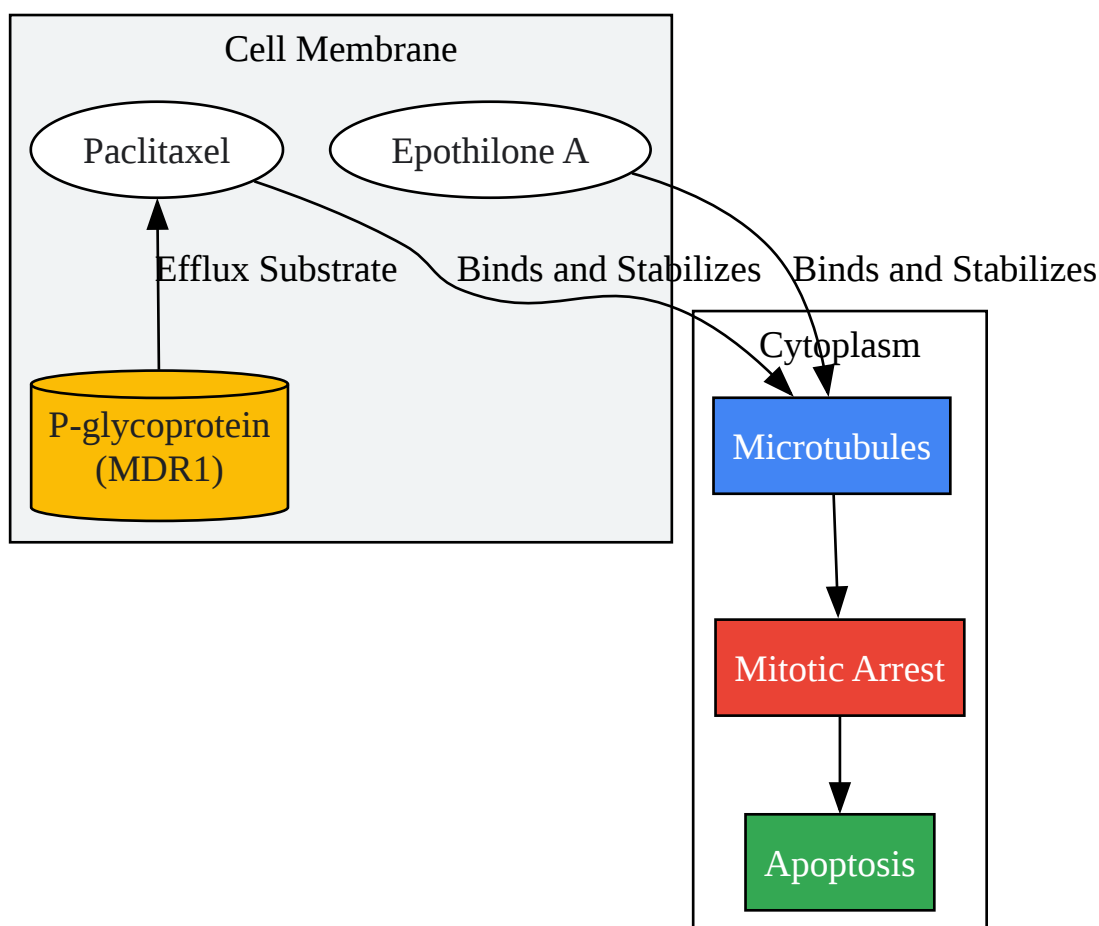 Cell Membrane
Paclitaxel
Epothilone A
Efflux Substrate
Binds and Stabilizes
Binds and Stabilizes
Cytoplasm
P-glycoprotein
(MDR1)
Microtubules
Mitotic Arrest
Apoptosis